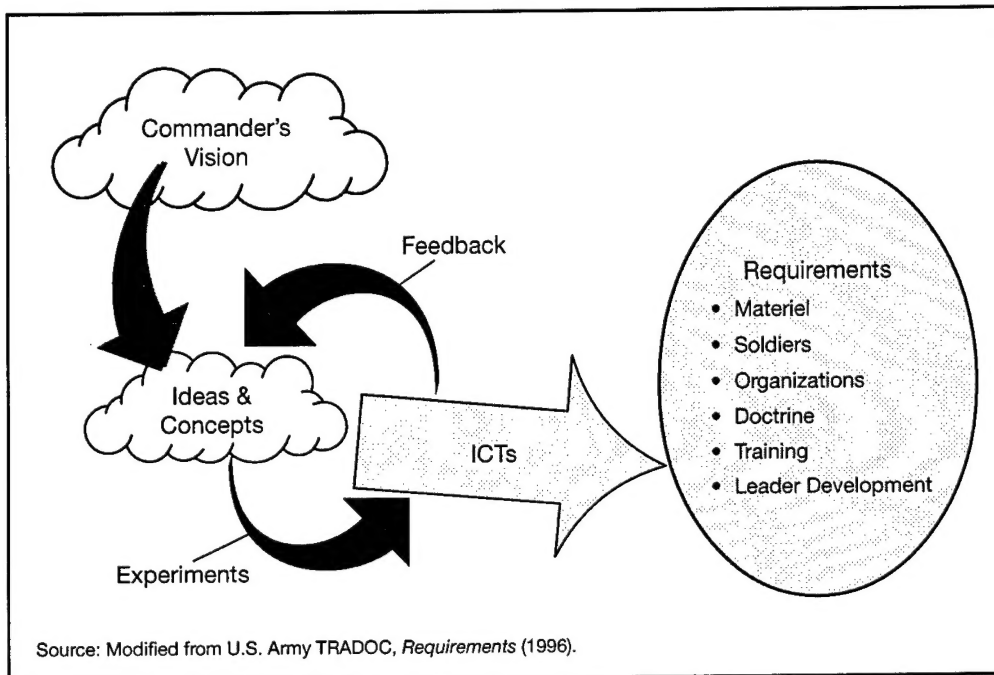 Commander's
Vision
Feedback
Ideas &
Concepts
Experiments
ICTs
Requirements
• Materiel
• Soldiers
• Organizations
• Doctrine
• Training
• Leader Development
Source: Modified from U.S. Army TRADOC, Requirements (1996).